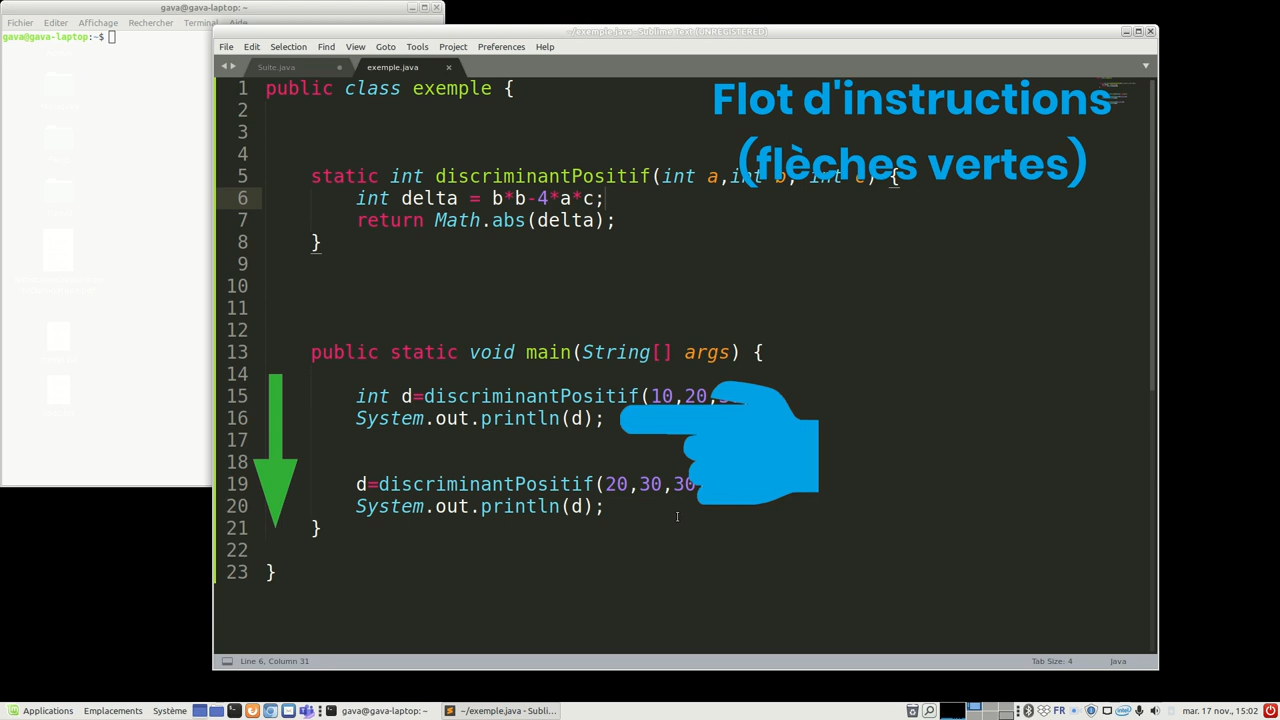 gava@gava-laptop: ~
Fichier Editer Affichage Rechercher Terminal Aide
gava@gava-laptop:~$
~/exemple.java - Sublime Text (UNREGISTERED)
File Edit Selection Find View Goto Tools Project Preferences Help
Suite.java exemple.java
Flot d'instructions
(flèches vertes)
1 public class exemple {
2
3
4
5 static int discriminantPositif(int a,int b, int c) {
6 int delta = b*b-4*a*c;
7 return Math.abs(delta);
8 }
9
10
11
12
13 public static void main(String[] args) {
14
15 int d=discriminantPositif(10,20,
16 System.out.println(d);
17
18
19 d=discriminantPositif(20,30,30
20 System.out.println(d);
21 }
22
23 }
Line 6, Column 31 Tab Size: 4 Java
Applications Emplacements Système gava@gava-laptop: ~ ~/exemple.java - Subli... FR mar. 17 nov., 15:02